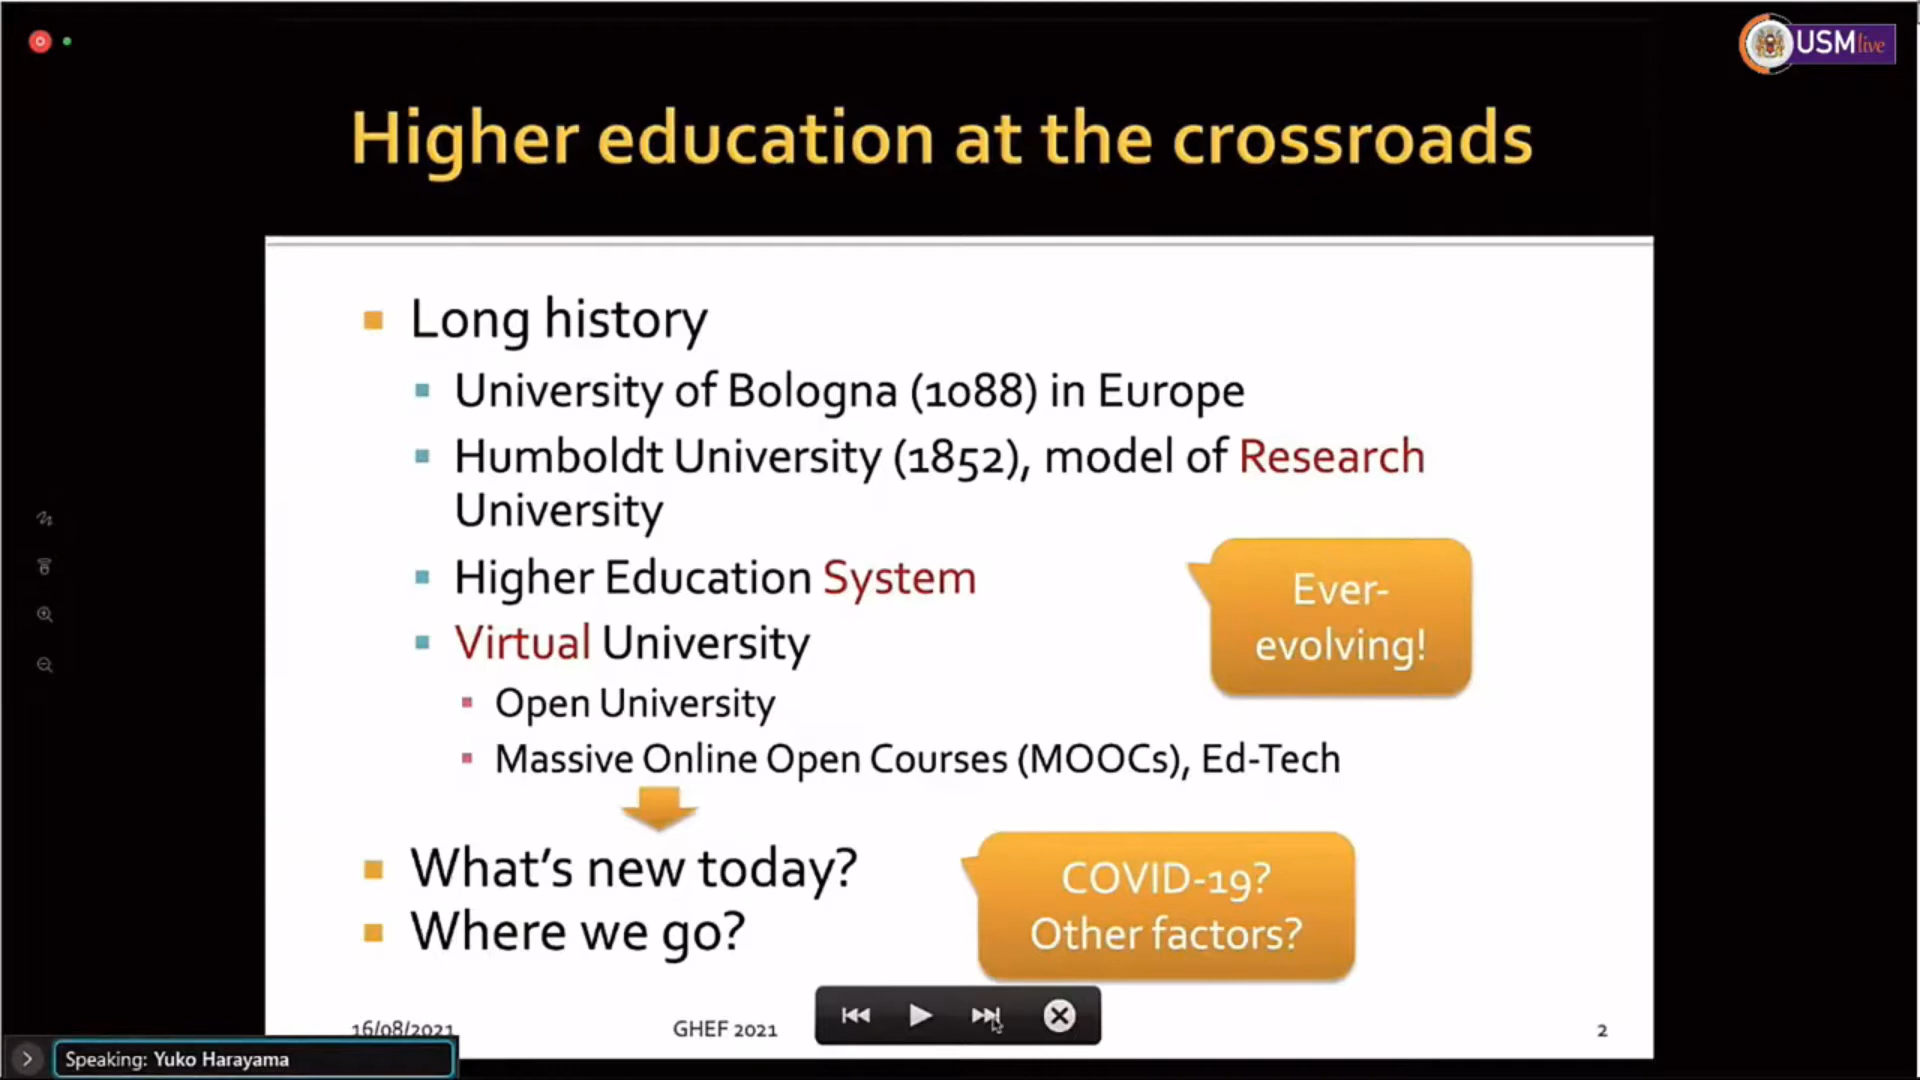 USMlive
Higher education at the crossroads
Long history
University of Bologna (1088) in Europe
Humboldt University (1852), model of Research
University
Higher Education System
Virtual University
Open University
Massive Online Open Courses (MOOCs), Ed-Tech
Ever-
evolving!
What's new today?
Where we go?
COVID-19?
Other factors?
16/08/2021
GHEF 2021
2
Speaking: Yuko Harayama